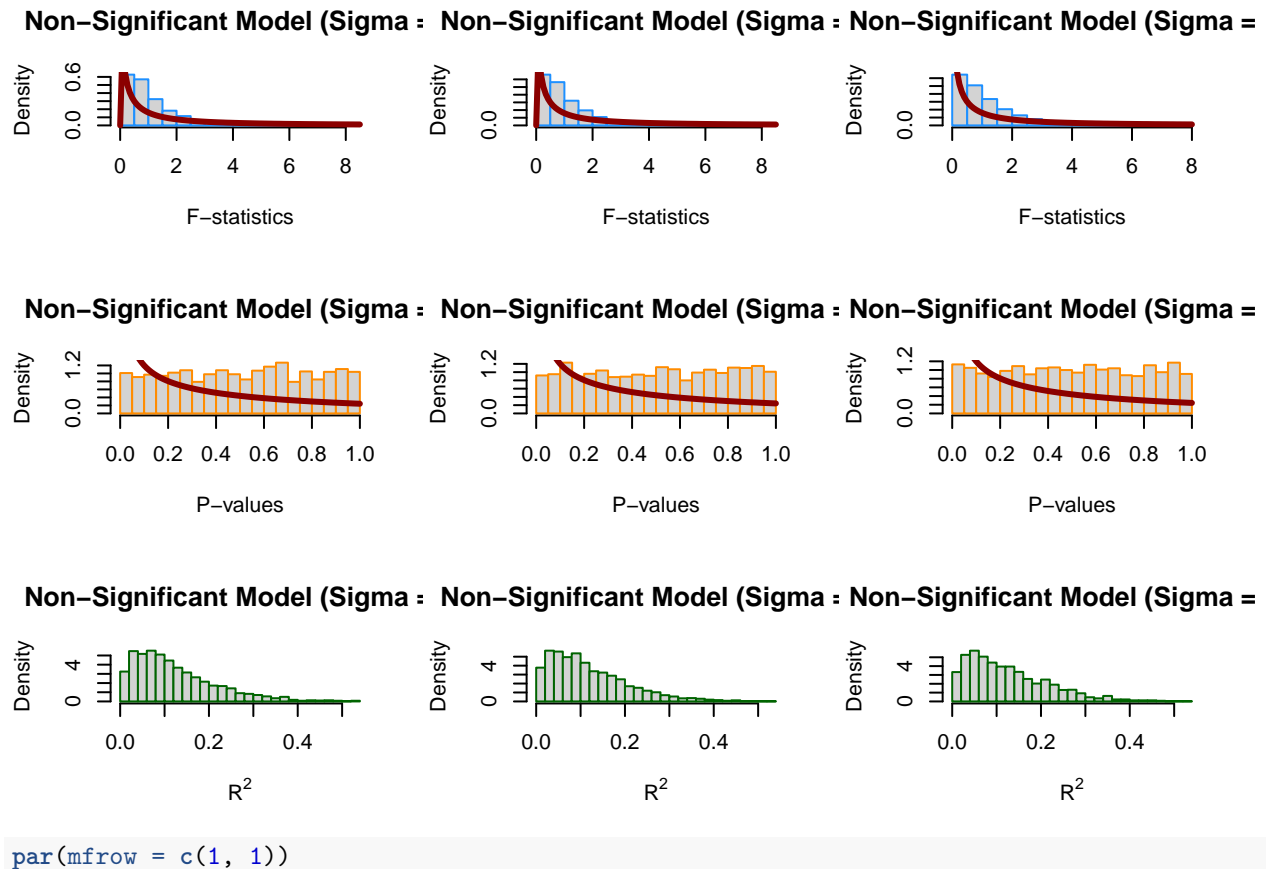 Non−Significant Model (Sigma = Non−Significant Model (Sigma = Non−Significant Model (Sigma =
Density Density Density
0.0 0.6 0.0 0.0
0 2 4 6 8 0 2 4 6 8 0 2 4 6 8
F−statistics F−statistics F−statistics
Non−Significant Model (Sigma = Non−Significant Model (Sigma = Non−Significant Model (Sigma =
Density Density Density
0.0 1.2 0.0 1.2 0.0 1.2
0.0 0.2 0.4 0.6 0.8 1.0 0.0 0.2 0.4 0.6 0.8 1.0 0.0 0.2 0.4 0.6 0.8 1.0
P−values P−values P−values
Non−Significant Model (Sigma = Non−Significant Model (Sigma = Non−Significant Model (Sigma =
Density Density Density
0 4 0 4 0 4
0.0 0.2 0.4 0.0 0.2 0.4 0.0 0.2 0.4
R² R² R²
par(mfrow = c(1, 1))